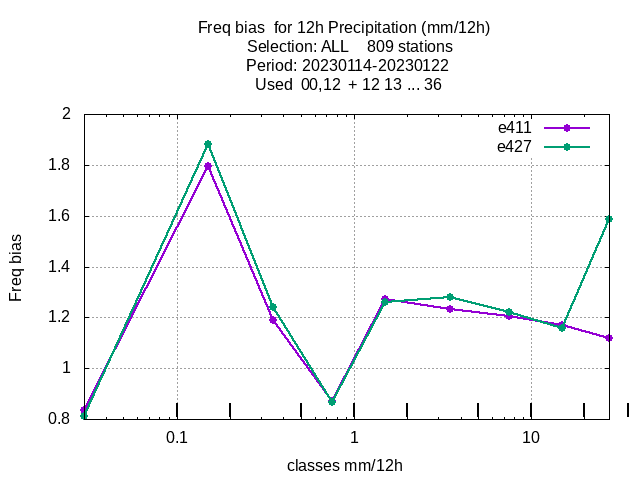 Freq bias  for 12h Precipitation (mm/12h)
Selection: ALL    809 stations
Period: 20230114-20230122
Used  00,12  + 12 13 ... 36
e411
e427
Freq bias
2
1.8
1.6
1.4
1.2
1
0.8
0.1 1 10
classes mm/12h